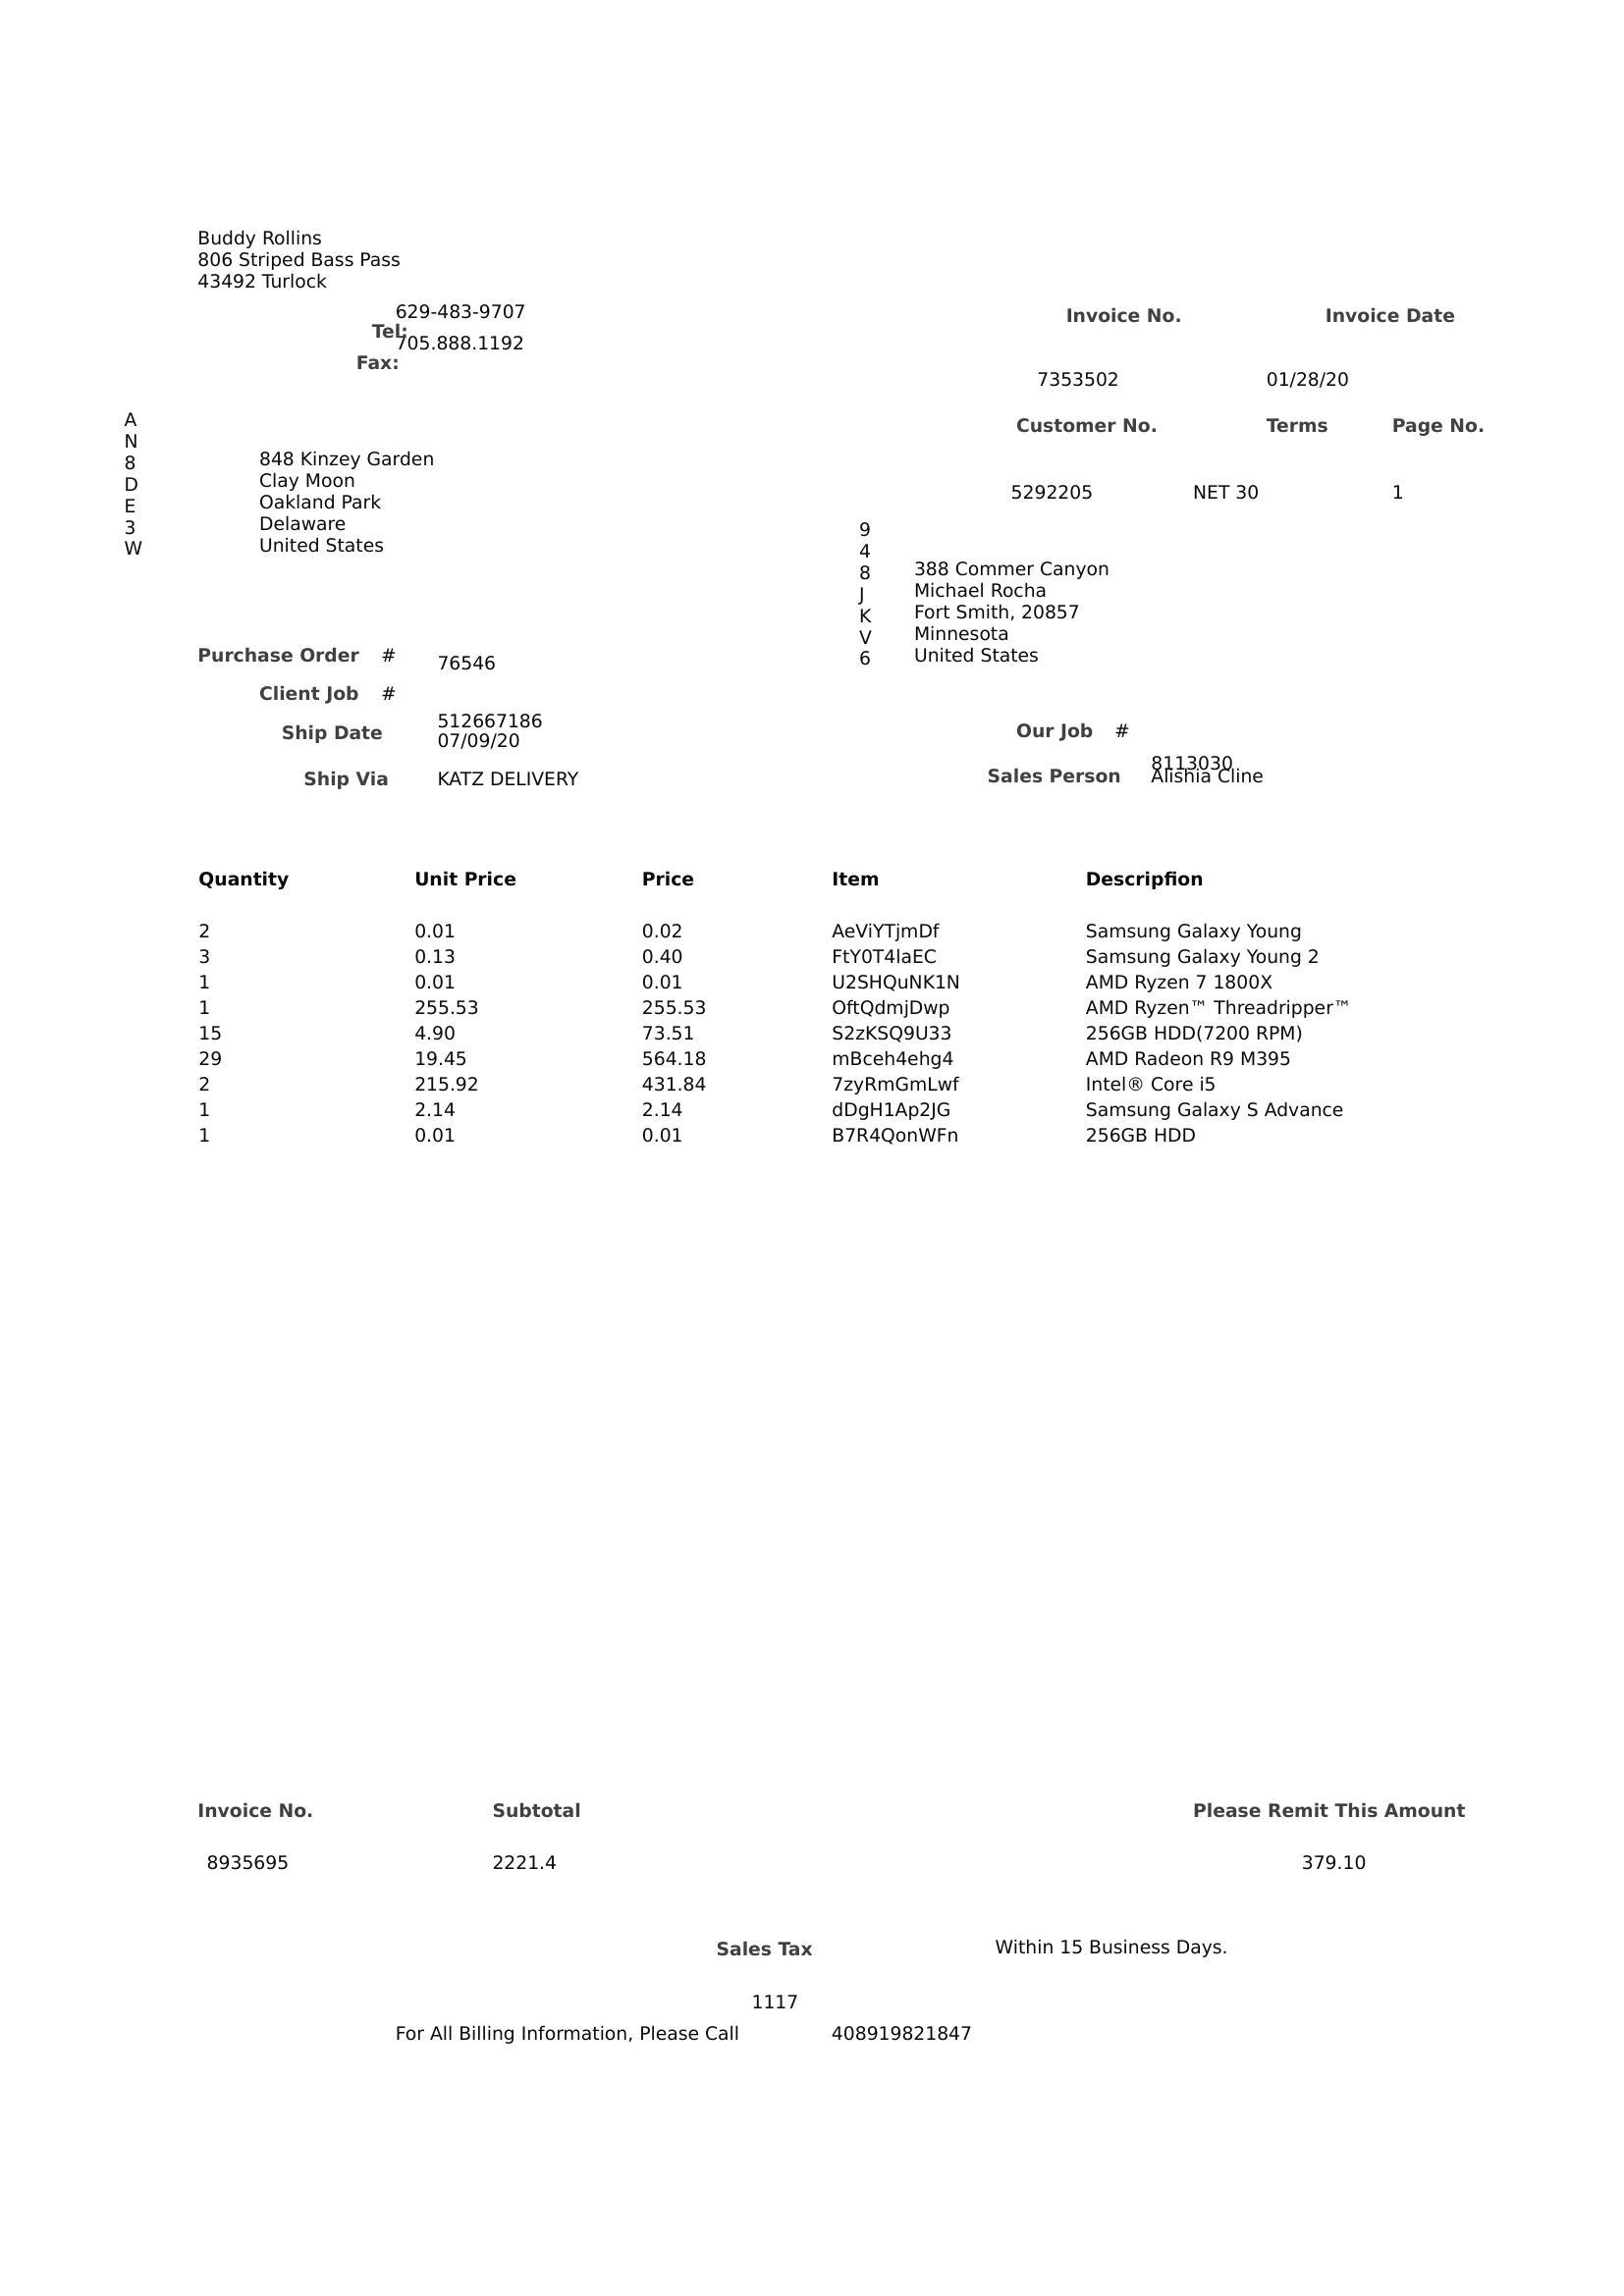 Buddy Rollins
806 Striped Bass Pass
43492 Turlock
629-483-9707
Tel:
705.888.1192
Fax:
Invoice No. Invoice Date
7353502 01/28/20
Customer No. Terms Page No.
5292205 NET 30 1
A
N
8
D
E
3
W
848 Kinzey Garden
Clay Moon
Oakland Park
Delaware
United States
9
4
8
J
K
V
6
388 Commer Canyon
Michael Rocha
Fort Smith, 20857
Minnesota
United States
Purchase Order # 76546
Client Job #
512667186
Ship Date 07/09/20
Ship Via KATZ DELIVERY
Our Job #
8113030
Sales Person Alishia Cline
Quantity Unit Price Price Item Descripfion
2 0.01 0.02 AeViYTjmDf Samsung Galaxy Young
3 0.13 0.40 FtY0T4laEC Samsung Galaxy Young 2
1 0.01 0.01 U2SHQuNK1N AMD Ryzen 7 1800X
1 255.53 255.53 OftQdmjDwp AMD Ryzen™ Threadripper™
15 4.90 73.51 S2zKSQ9U33 256GB HDD(7200 RPM)
29 19.45 564.18 mBceh4ehg4 AMD Radeon R9 M395
2 215.92 431.84 7zyRmGmLwf Intel® Core i5
1 2.14 2.14 dDgH1Ap2JG Samsung Galaxy S Advance
1 0.01 0.01 B7R4QonWFn 256GB HDD
Invoice No. Subtotal Please Remit This Amount
8935695 2221.4 379.10
Sales Tax Within 15 Business Days.
1117
For All Billing Information, Please Call 408919821847